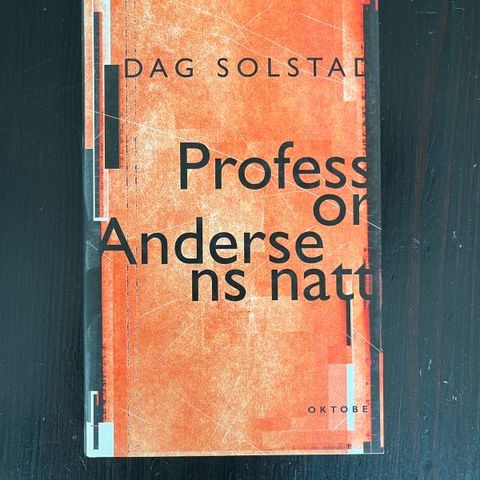 DAG SOLSTAD
Profess
or
Anderse
ns natt
OKTOBE